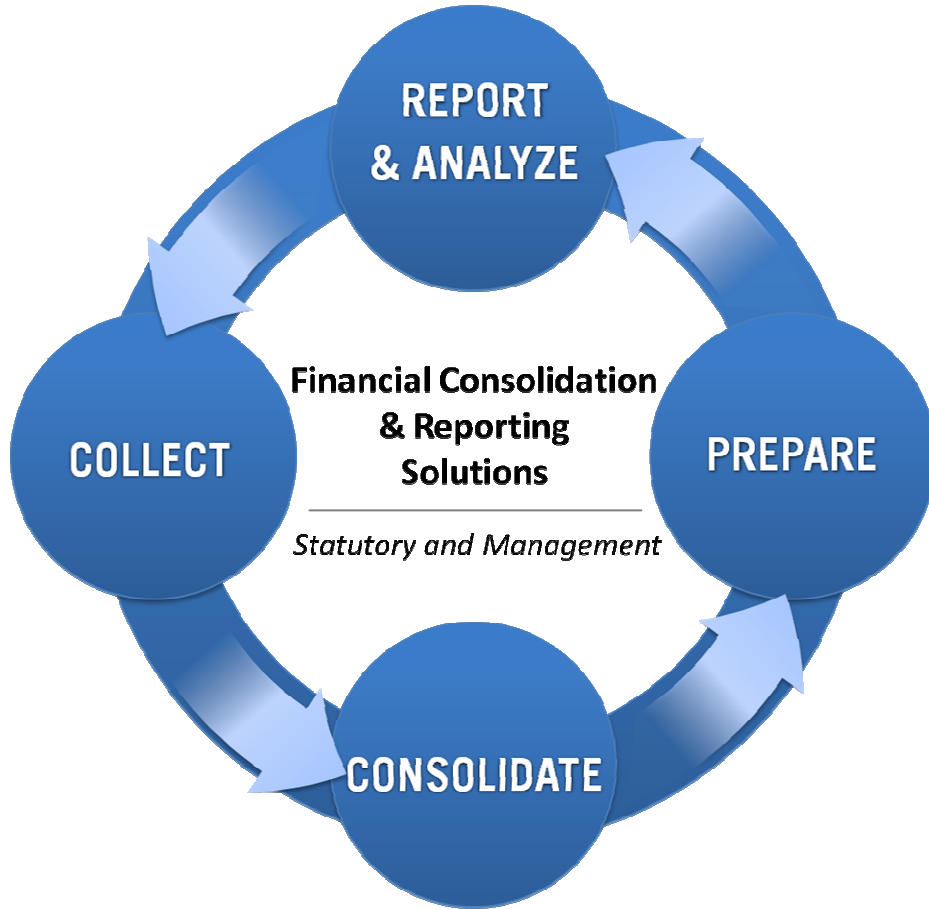 REPORT
& ANALYZE
Financial Consolidation
& Reporting
Solutions
Statutory and Management
COLLECT
PREPARE
CONSOLIDATE